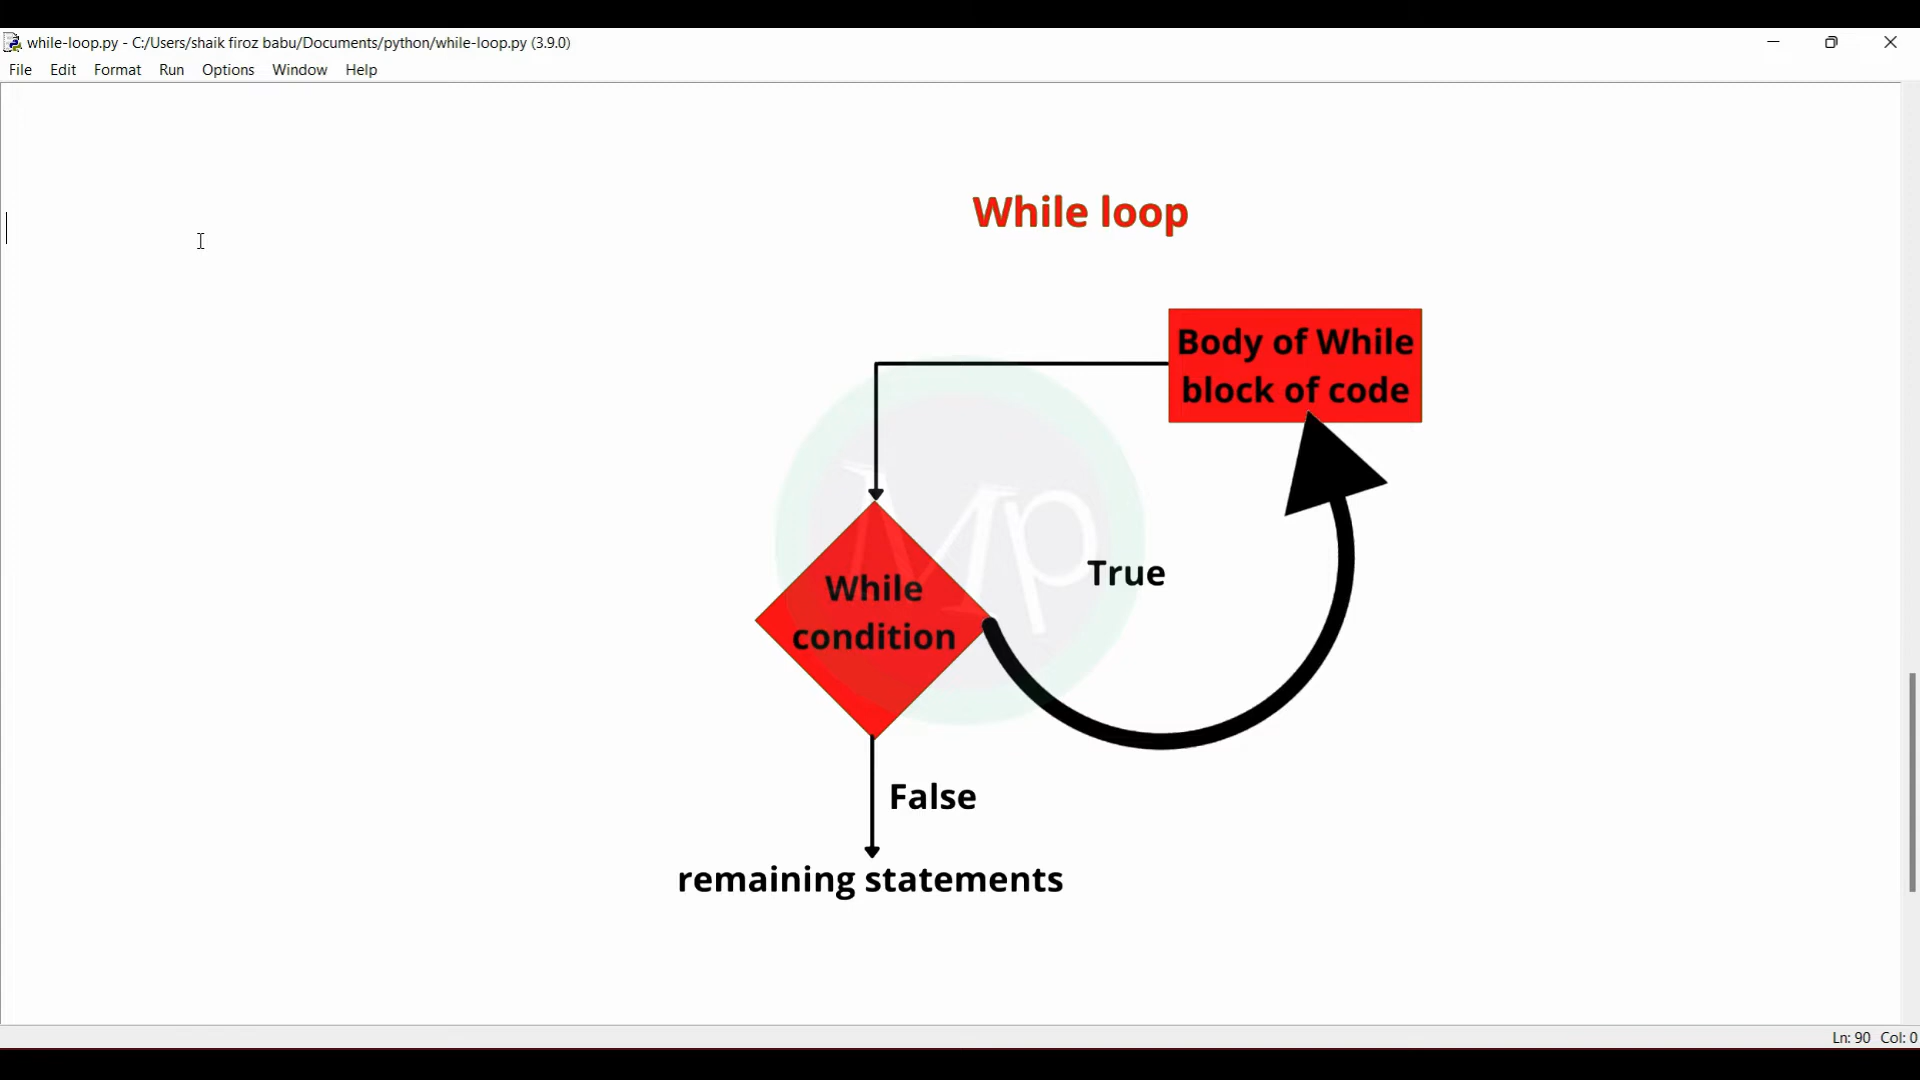 while-loop.py - C:/Users/shaik firoz babu/Documents/python/while-loop.py (3.9.0)
File Edit Format Run Options Window Help
While loop
Body of While
block of code
While
condition
Mp
True
False
remaining statements
Ln: 90 Col: 0